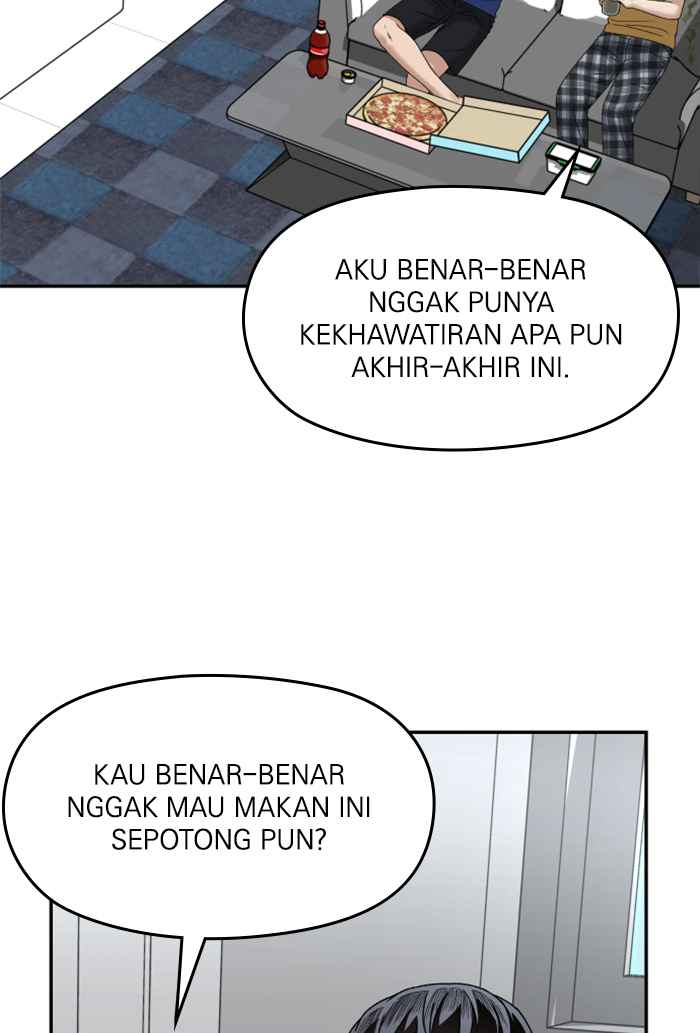 AKU BENAR-BENAR
NGGAK PUNYA
KEKHAWATIRAN APA PUN
AKHIR-AKHIR INI.
KAU BENAR-BENAR
NGGAK MAU MAKAN INI
SEPOTONG PUN?